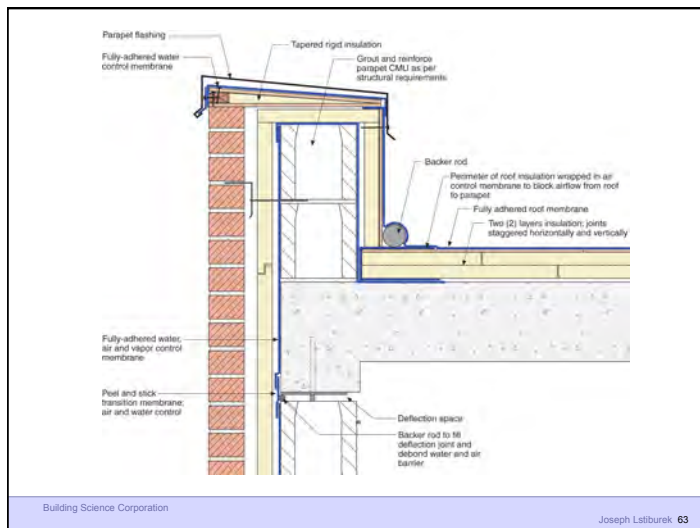 Parapet flashing
Fully-adhered water
control membrane
Tapered rigid insulation
Grout and reinforce
parapet CMU as per
structural requirements
Backer rod
Perimeter of roof insulation wrapped in air
control membrane to block airflow from roof
to parapet
Fully adhered roof membrane
Two (2) layers insulation; joints
staggered horizontally and vertically
Fully-adhered water,
air and vapor control
membrane
Peel and stick
transition membrane;
air and water control
Deflection space
Backer rod to fill
deflection joint and
debond water and air
barrier
Building Science Corporation
Joseph Lstiburek 63